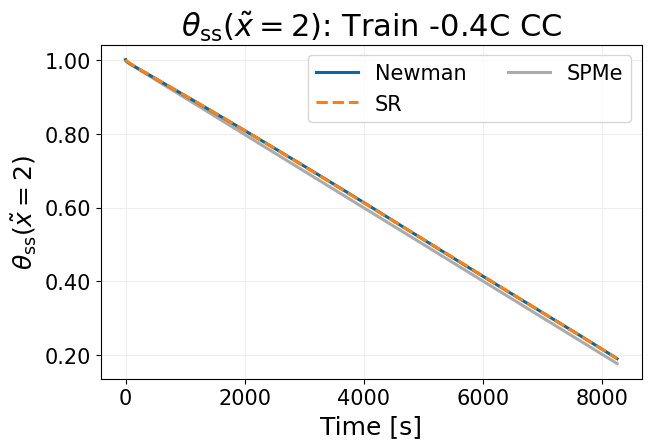 θss(x̃ = 2): Train -0.4C CC
Newman
SR
SPMe
θss(x̃ = 2)
1.00
0.80
0.60
0.40
0.20
0 2000 4000 6000 8000
Time [s]